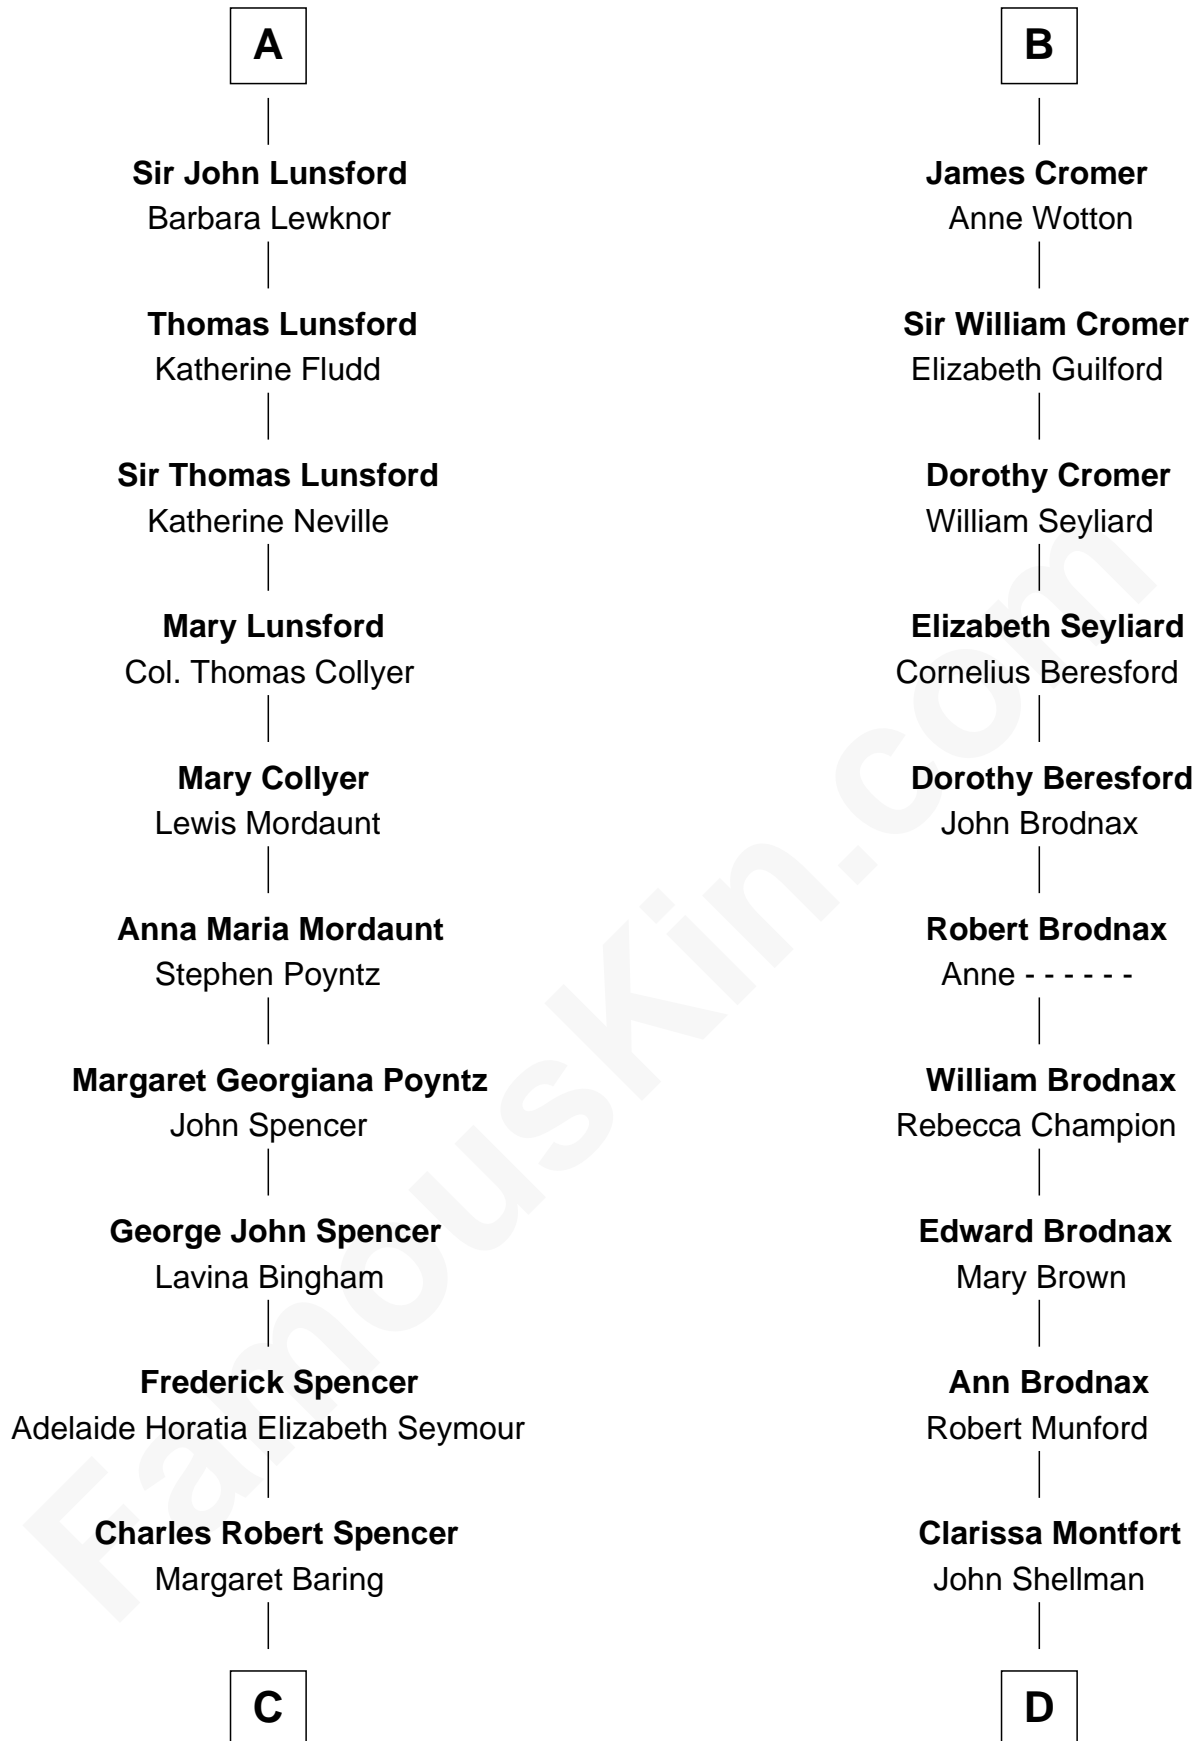 A
Sir John Lunsford
Barbara Lewknor
Thomas Lunsford
Katherine Fludd
Sir Thomas Lunsford
Katherine Neville
Mary Lunsford
Col. Thomas Collyer
Mary Collyer
Lewis Mordaunt
Anna Maria Mordaunt
Stephen Poyntz
Margaret Georgiana Poyntz
John Spencer
George John Spencer
Lavina Bingham
Frederick Spencer
Adelaide Horatia Elizabeth Seymour
Charles Robert Spencer
Margaret Baring
C
B
James Cromer
Anne Wotton
Sir William Cromer
Elizabeth Guilford
Dorothy Cromer
William Seyliard
Elizabeth Seyliard
Cornelius Beresford
Dorothy Beresford
John Brodnax
Robert Brodnax
Anne - - - - - -
William Brodnax
Rebecca Champion
Edward Brodnax
Mary Brown
Ann Brodnax
Robert Munford
Clarissa Montfort
John Shellman
D
FamousKin.com